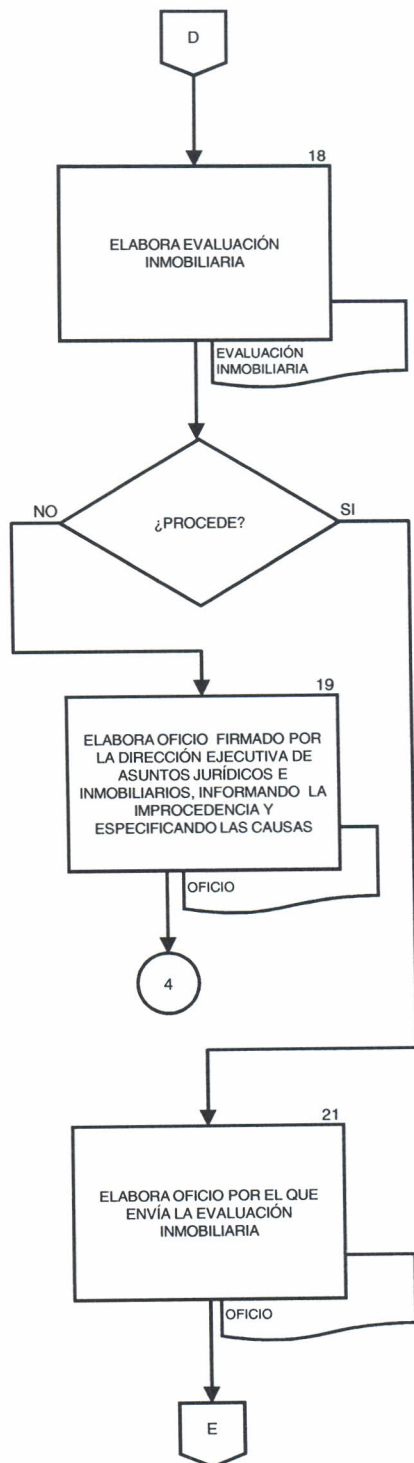 D
18
ELABORA EVALUACIÓN
INMOBILIARIA
EVALUACIÓN
INMOBILIARIA
¿PROCEDE?
NO
SI
19
ELABORA OFICIO FIRMADO POR
LA DIRECCIÓN EJECUTIVA DE
ASUNTOS JURÍDICOS E
INMOBILIARIOS, INFORMANDO LA
IMPROCEDENCIA Y
ESPECIFICANDO LAS CAUSAS
OFICIO
4
21
ELABORA OFICIO POR EL QUE
ENVÍA LA EVALUACIÓN
INMOBILIARIA
OFICIO
E